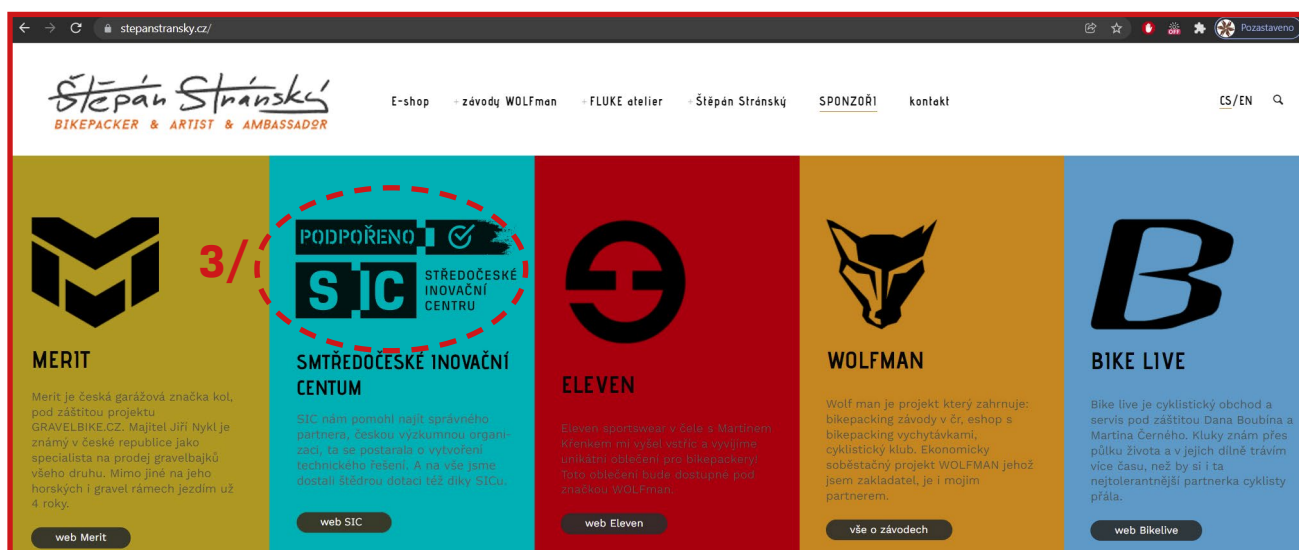 stepanstransky.cz/
OFF
Pozastaveno
Štěpán Stránský
BIKEPACKER & ARTIST & AMBASSADOR
E-shop
+ závody WOLFman
+ FLUKE atelier
+ Štěpán Stránský
SPONZOŘI
kontakt
CS/EN
MERIT
Merit je česká garážová značka kol,
pod záštitou projektu
GRAVELBIKE.CZ. Majitel Jiří Nykl je
známý v české republice jako
specialista na prodej gravelbajků
všeho druhu. Mimo jiné na jeho
horských i gravel rámech jezdím už
4 roky.
web Merit
3/
PODPOŘENO
SIC
STŘEDOČESKÉ
INOVAČNÍ
CENTRU
SMTŘEDOČESKÉ INOVAČNÍ
CENTUM
SIC nám pomohl najít správného
partnera, českou výzkumnou organi-
zaci, ta se postarala o vytvoření
technického řešení. A na vše jsme
dostali štědrou dotaci též díky SICu.
web SIC
ELEVEN
Eleven sportswear v čele s Martinem
Křenkem mi vyšel vstříc a vyvíjíme
unikátní oblečení pro bikepackery!
Toto oblečení bude dostupné pod
značkou WOLFman.
web Eleven
WOLFMAN
Wolf man je projekt který zahrnuje:
bikepacking závody v čr, eshop s
bikepacking vychytávkami,
cyklistický klub. Ekonomicky
soběstačný projekt WOLFMAN jehož
jsem zakladatel, je i mojím
partnerem.
vše o závodech
B
BIKE LIVE
Bike live je cyklistický obchod a
servis pod záštitou Dana Boubína a
Martina Černého. Kluky znám přes
půlku života a v jejich dílně trávím
více času, než by si i ta
nejtolerantnější partnerka cyklisty
přála.
web Bikelive